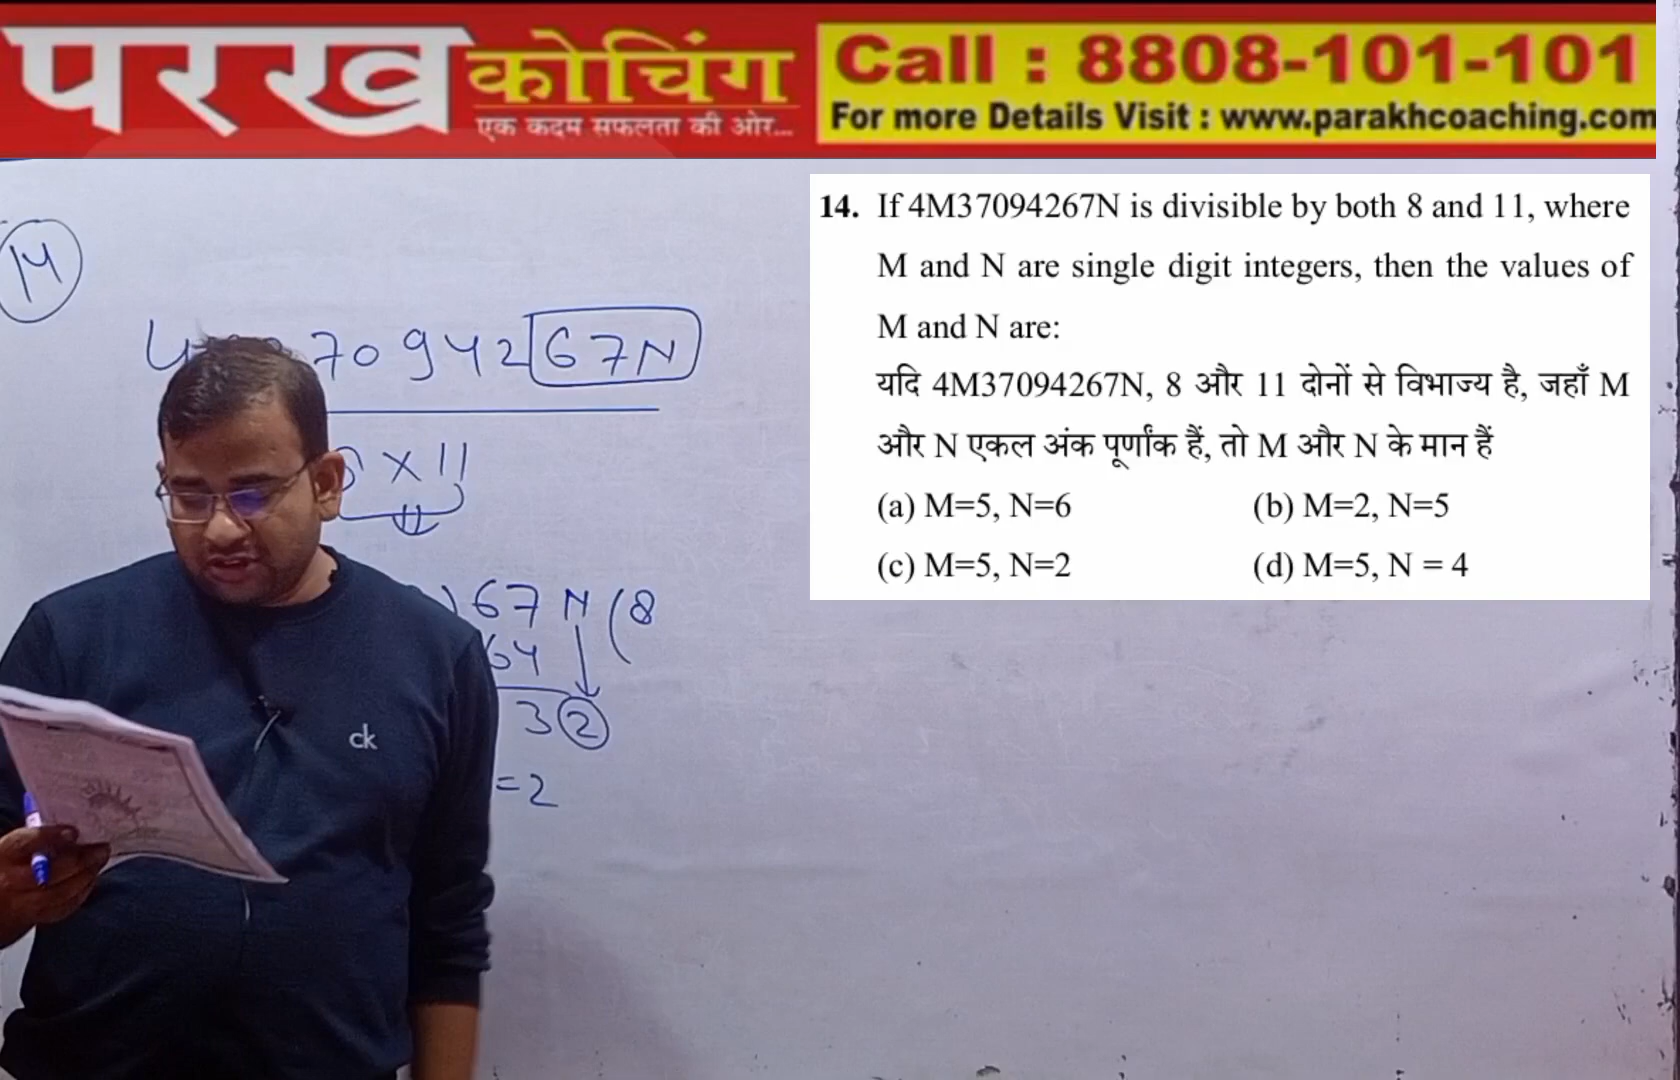 परख कोचिंग
एक कदम सफलता की ओर...
Call : 8808-101-101
For more Details Visit : www.parakhcoaching.com
14. If 4M37094267N is divisible by both 8 and 11, where
M and N are single digit integers, then the values of
M and N are:
यदि 4M37094267N, 8 और 11 दोनों से विभाज्य है, जहाँ M
और N एकल अंक पूर्णांक हैं, तो M और N के मान हैं
(a) M=5, N=6 (b) M=2, N=5
(c) M=5, N=2 (d) M=5, N = 4
14
70942 67N
x 11
)67N(8
64
32
=2
ck